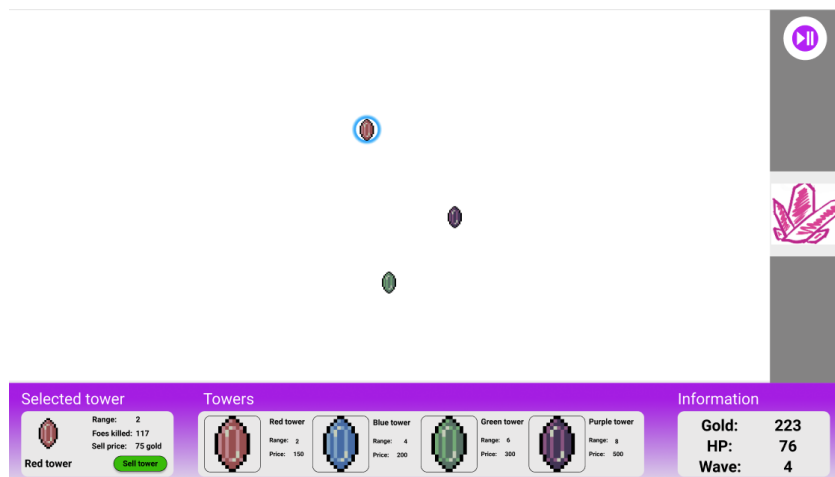 Selected tower
Range: 2
Foes killed: 117
Sell price: 75 gold
Red tower
Sell tower
Towers
Red tower
Range: 2
Price: 150
Blue tower
Range: 4
Price: 200
Green tower
Range: 6
Price: 300
Purple tower
Range: 8
Price: 500
Information
Gold: 223
HP: 76
Wave: 4